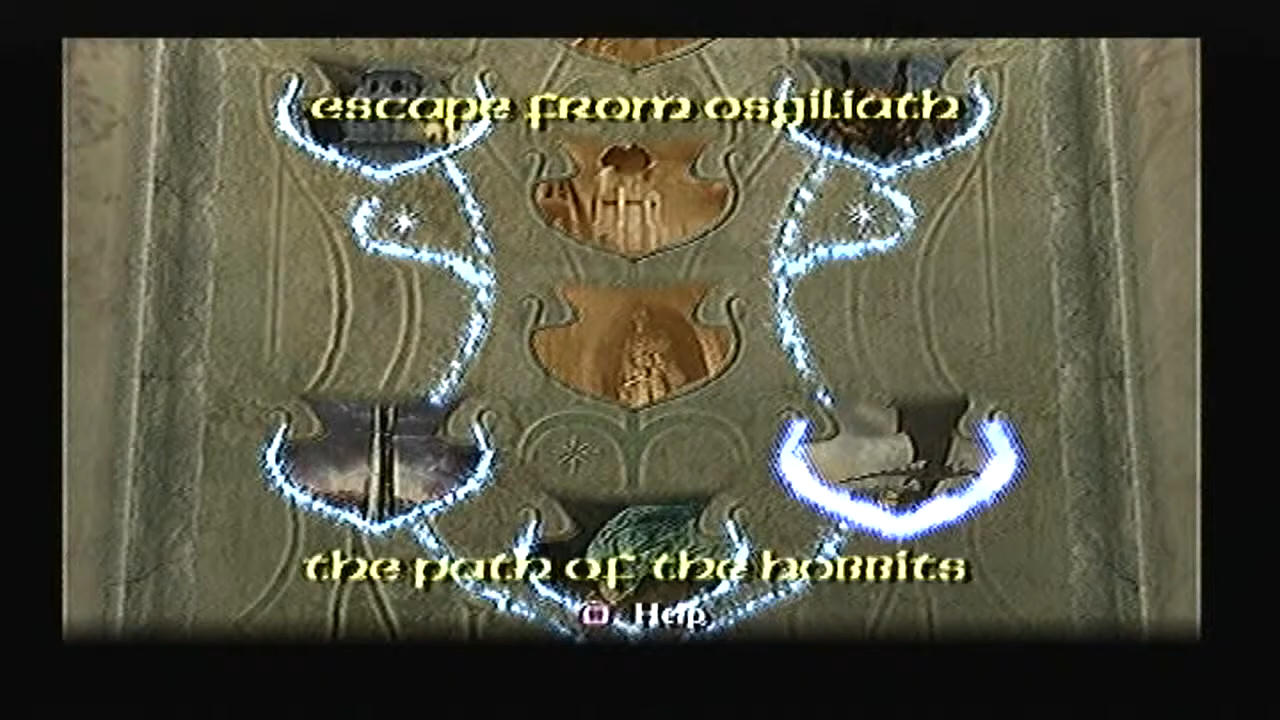 escape from osgiliath
the path of the hobbits
Help